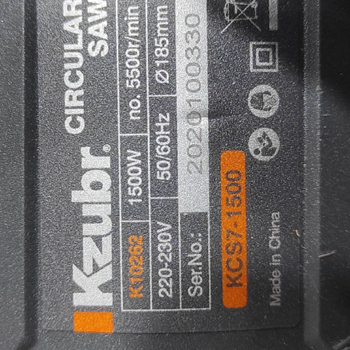 Kzubr.
CIRCULAR
SAW
K10262 1500W no. 5500r/min
220-230V 50/60Hz Ø185mm
Ser.No.: 2020100330
KCS7-1500
Made in China